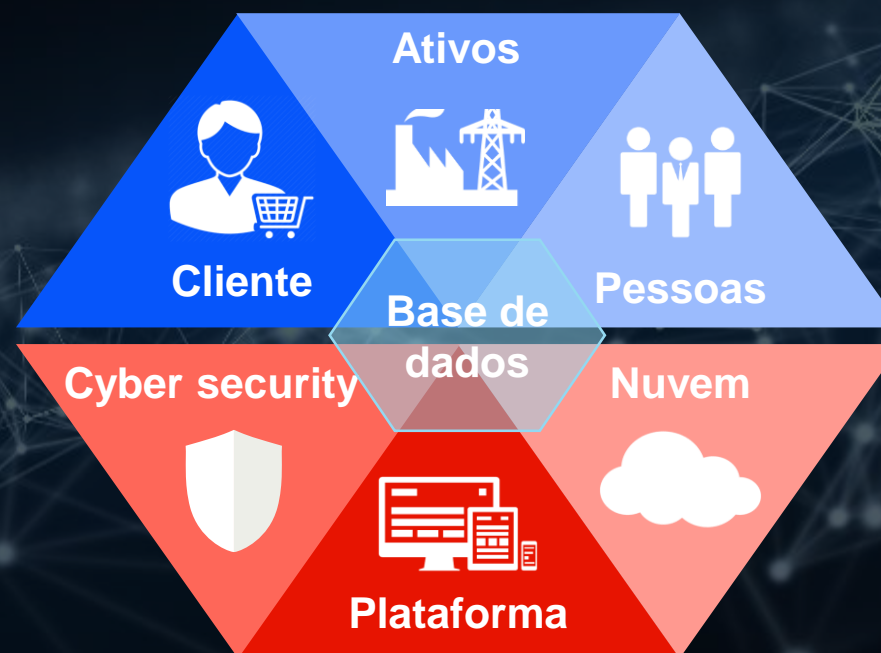 Ativos
Cliente
Pessoas
Base de
dados
Cyber security
Nuvem
Plataforma